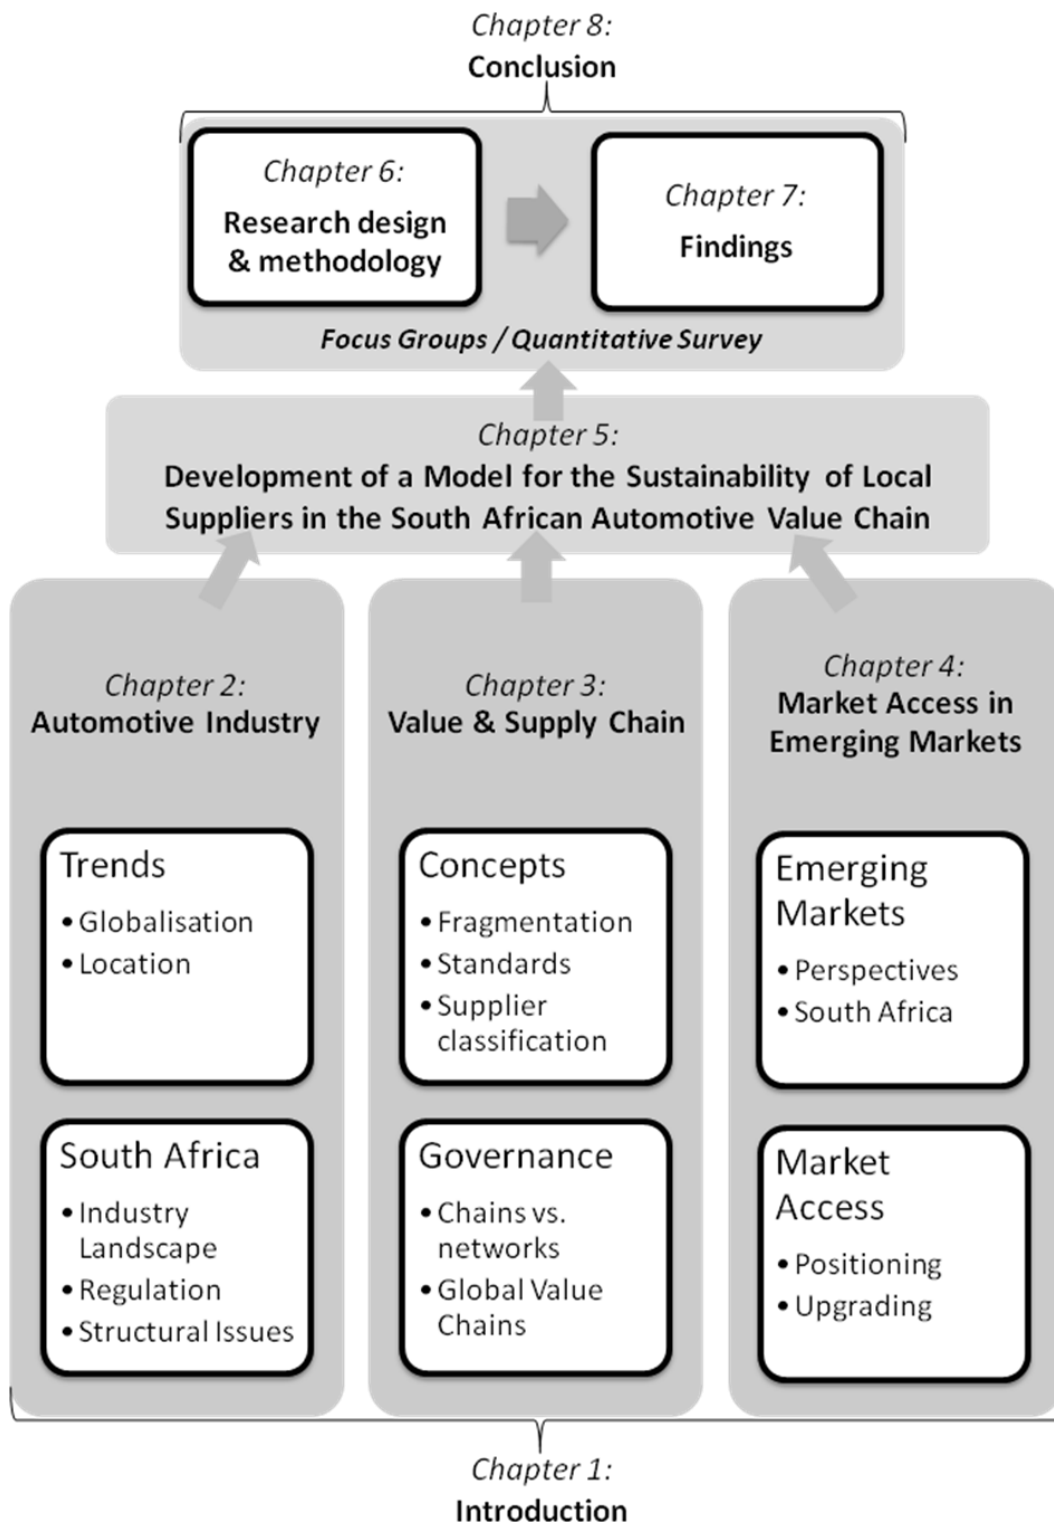 Chapter 8:
Conclusion
Chapter 6:
Research design
& methodology
Chapter 7:
Findings
Focus Groups / Quantitative Survey
Chapter 5:
Development of a Model for the Sustainability of Local
Suppliers in the South African Automotive Value Chain
Chapter 2:
Automotive Industry
Trends
• Globalisation
• Location
South Africa
• Industry
Landscape
• Regulation
• Structural Issues
Chapter 3:
Value & Supply Chain
Concepts
• Fragmentation
• Standards
• Supplier
classification
Governance
• Chains vs.
networks
• Global Value
Chains
Chapter 4:
Market Access in
Emerging Markets
Emerging
Markets
• Perspectives
• South Africa
Market
Access
• Positioning
• Upgrading
Chapter 1:
Introduction